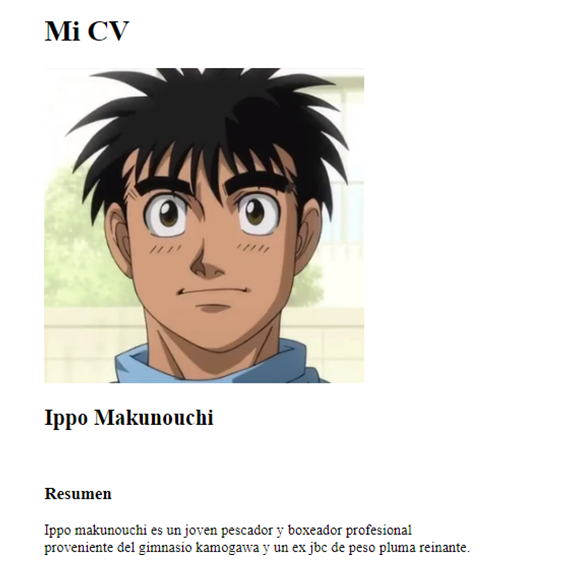 Mi CV
Ippo Makunouchi
Resumen
Ippo makunouchi es un joven pescador y boxeador profesional
proveniente del gimnasio kamogawa y un ex jbc de peso pluma reinante.